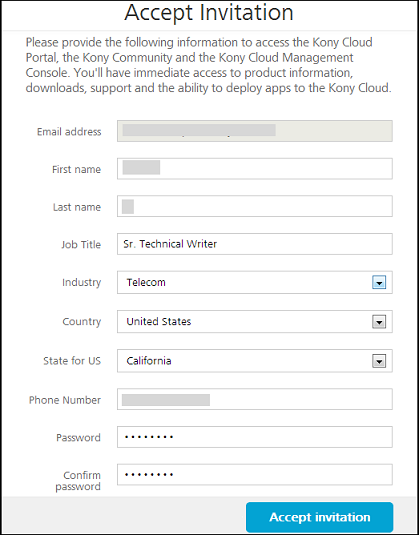 Accept Invitation
Please provide the following information to access the Kony Cloud
Portal, the Kony Community and the Kony Cloud Management
Console. You'll have immediate access to product information,
downloads, support and the ability to deploy apps to the Kony Cloud.
Email address
First name
Last name
Job Title Sr. Technical Writer
Industry Telecom
Country United States
State for US California
Phone Number
Password ••••••••
Confirm
password ••••••••
Accept invitation